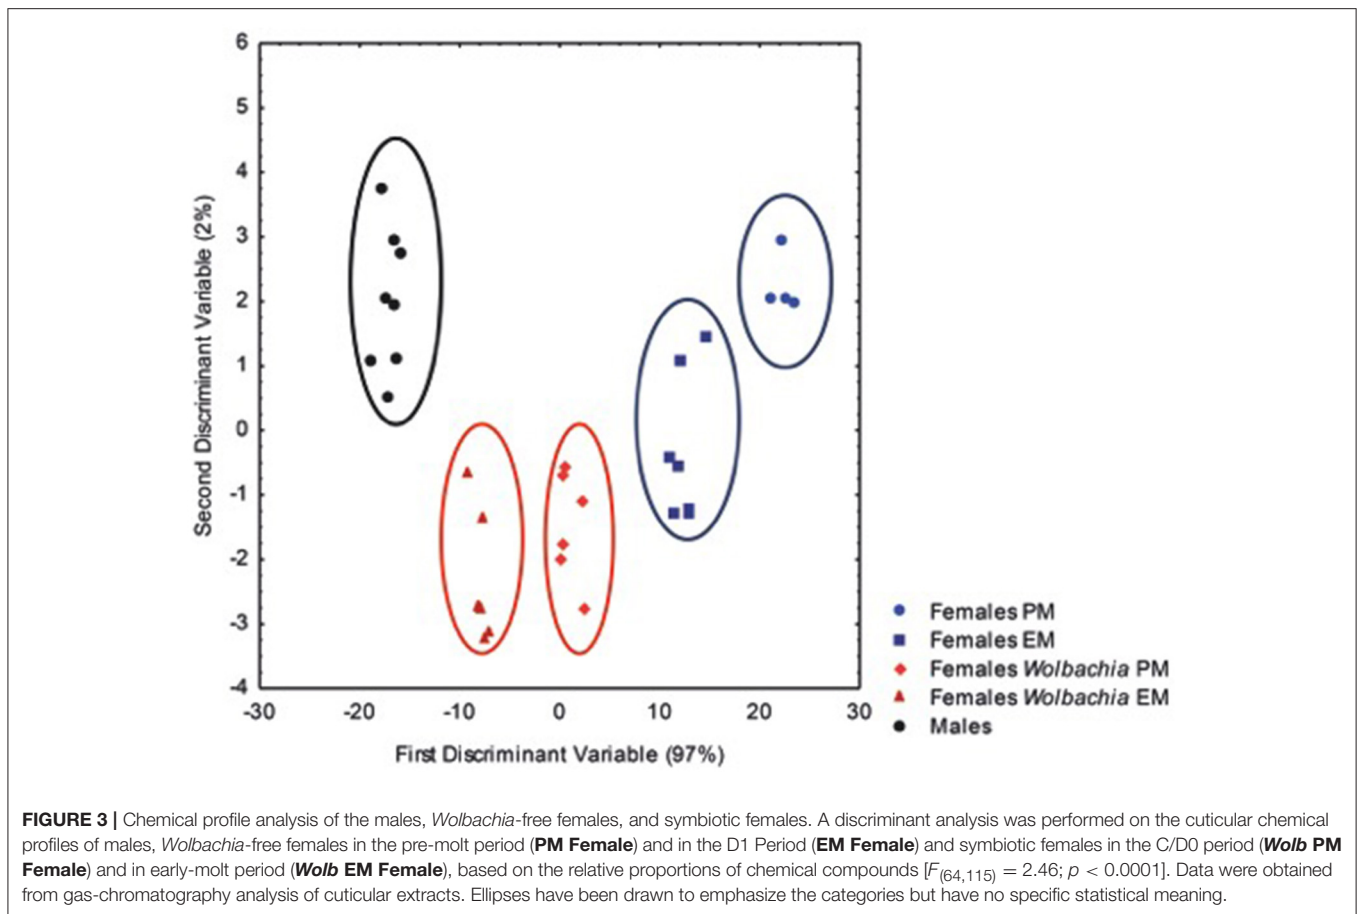 6
5
4
3
2
1
0
-1
-2
-3
-4
Second Discriminant Variable (2%)
-30 -20 -10 0 10 20 30
First Discriminant Variable (97%)
Females PM
Females EM
Females Wolbachia PM
Females Wolbachia EM
Males
FIGURE 3 | Chemical profile analysis of the males, Wolbachia-free females, and symbiotic females. A discriminant analysis was performed on the cuticular chemical
profiles of males, Wolbachia-free females in the pre-molt period (PM Female) and in the D1 Period (EM Female) and symbiotic females in the C/D0 period (Wolb PM
Female) and in early-molt period (Wolb EM Female), based on the relative proportions of chemical compounds [F(64,115) = 2.46; p < 0.0001]. Data were obtained
from gas-chromatography analysis of cuticular extracts. Ellipses have been drawn to emphasize the categories but have no specific statistical meaning.